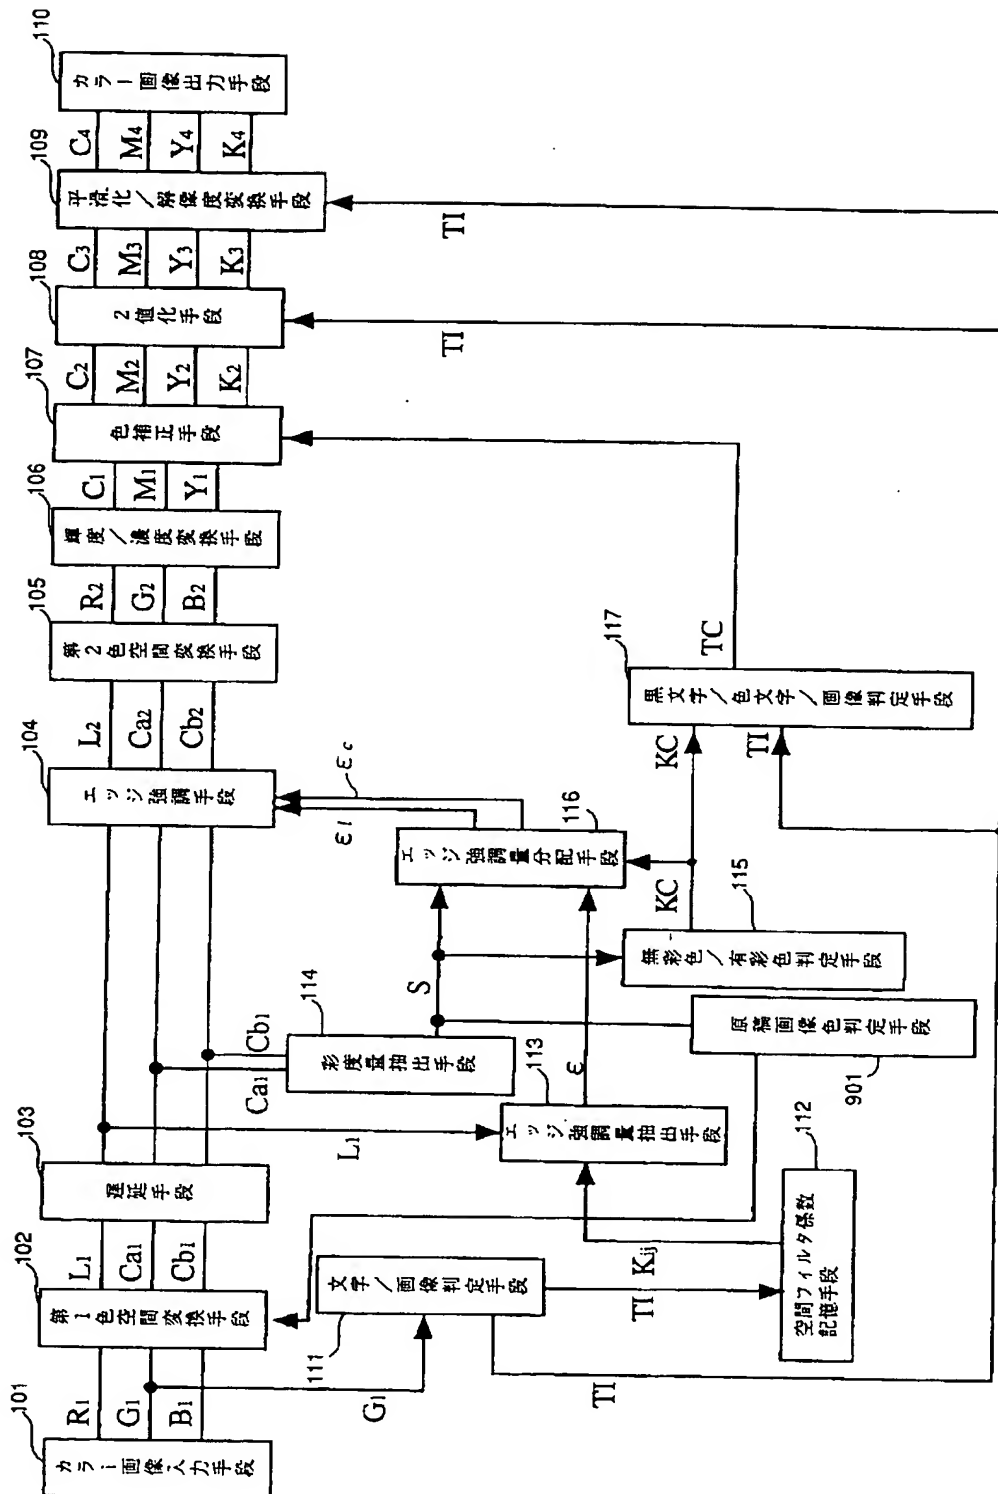 101
カラー画像入力手段
R1
G1
B1
102
第1色空間変換手段
L1
Ca1
Cb1
103
遅延手段
104
エッジ強調手段
L2
Ca2
Cb2
105
第2色空間変換手段
R2
G2
B2
106
輝度／濃度変換手段
C1
M1
Y1
107
色補正手段
C2
M2
Y2
K2
108
2値化手段
C3
M3
Y3
K3
109
平滑化／解像度変換手段
C4
M4
Y4
K4
110
カラー画像出力手段
G1
111
文字／画像判定手段
TI
TI
Kij
112
空間フィルタ係数
記憶手段
L1
113
エッジ強調量抽出手段
ε
Ca1
Cb1
114
彩度量抽出手段
S
901
原稿画像色判定手段
115
無彩色／有彩色判定手段
KC
116
エッジ強調量分配手段
εl
εc
KC
TI
117
黒文字／色文字／画像判定手段
TC
TI
TI